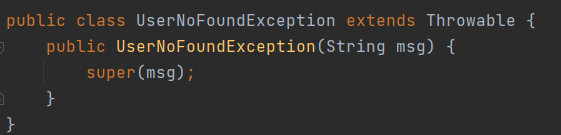 public class UserNoFoundException extends Throwable {
    public UserNoFoundException(String msg) {
        super(msg);
    }
}